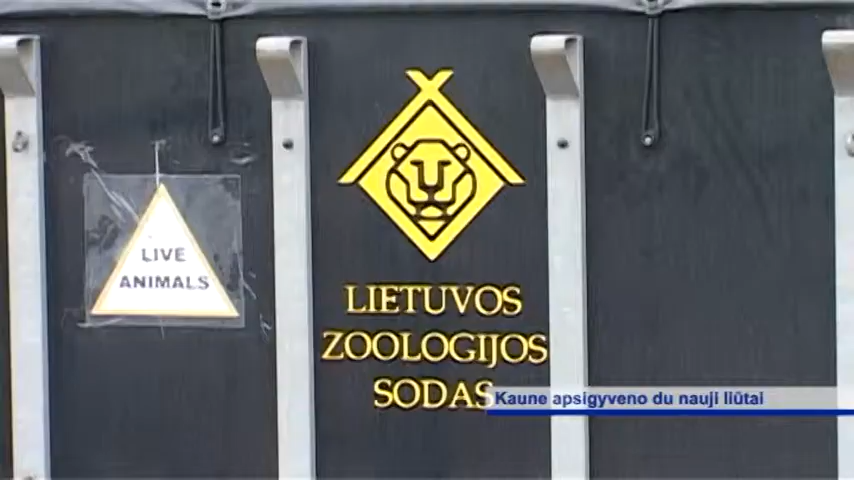 LIVE
ANIMALS
LIETUVOS
ZOOLOGIJOS
SODAS
Kaune apsigyveno du nauji liūtai